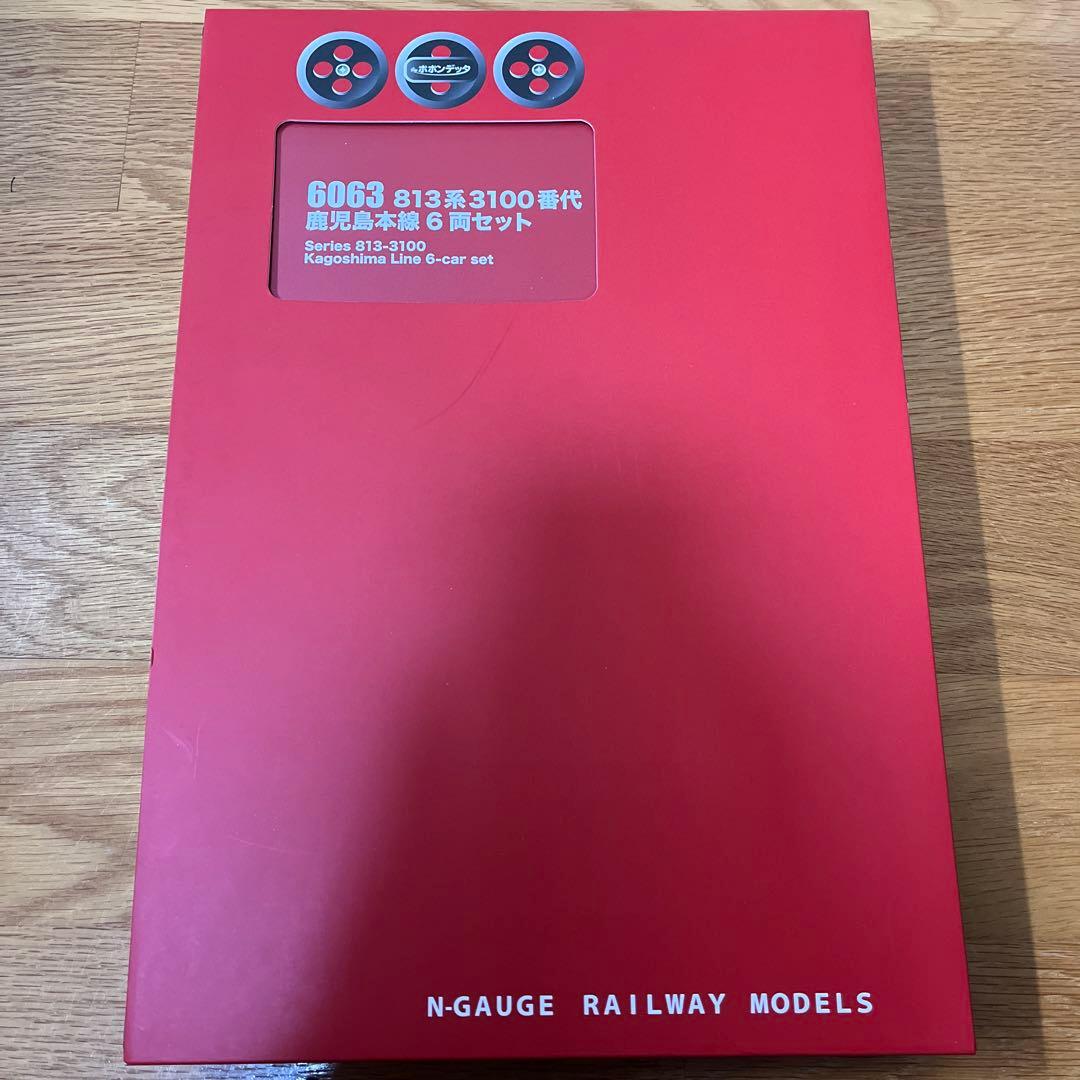 by ポポンデッタ
6063 813系3100番代
鹿児島本線6両セット
Series 813-3100
Kagoshima Line 6-car set
N-GAUGE RAILWAY MODELS